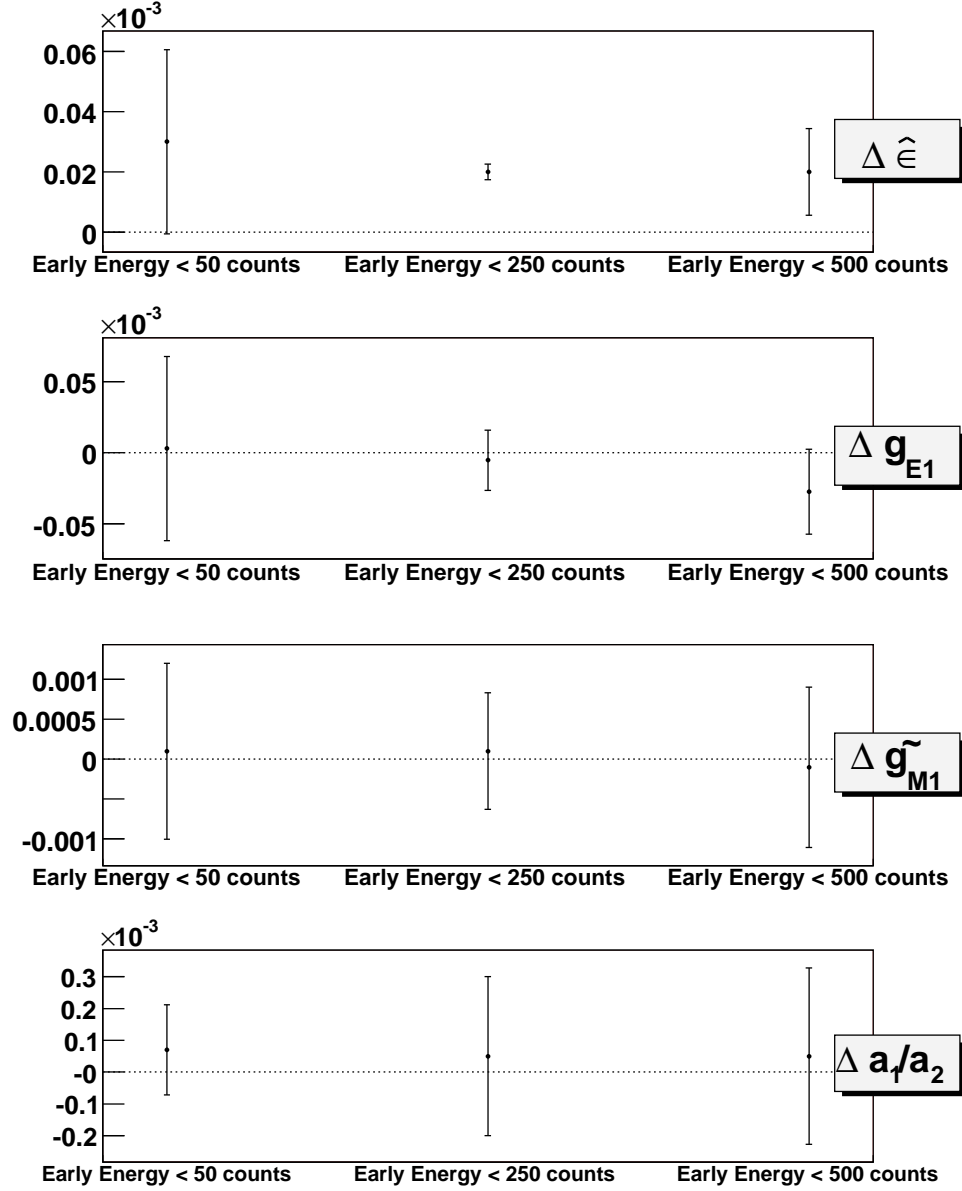 ×10⁻³
0.06
0.04
0.02
0
Δ ∈̂
Early Energy < 50 counts Early Energy < 250 counts Early Energy < 500 counts
×10⁻³
0.05
0
-0.05
Δ g_E1
Early Energy < 50 counts Early Energy < 250 counts Early Energy < 500 counts
0.001
0.0005
0
-0.001
Δ g̃_M1
Early Energy < 50 counts Early Energy < 250 counts Early Energy < 500 counts
×10⁻³
0.3
0.2
0.1
-0
-0.1
-0.2
Δ a₁/a₂
Early Energy < 50 counts Early Energy < 250 counts Early Energy < 500 counts